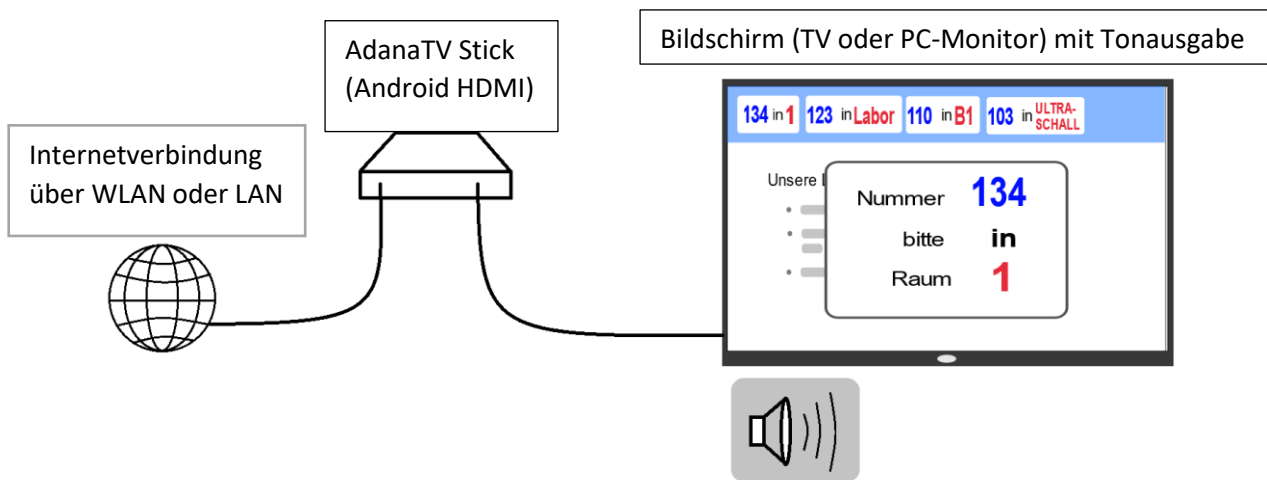 AdanaTV Stick
(Android HDMI)
Bildschirm (TV oder PC-Monitor) mit Tonausgabe
Internetverbindung
über WLAN oder LAN
134 in 1 123 in Labor 110 in B1 103 in ULTRA-
SCHALL
Unsere
Nummer 134
bitte in
Raum 1